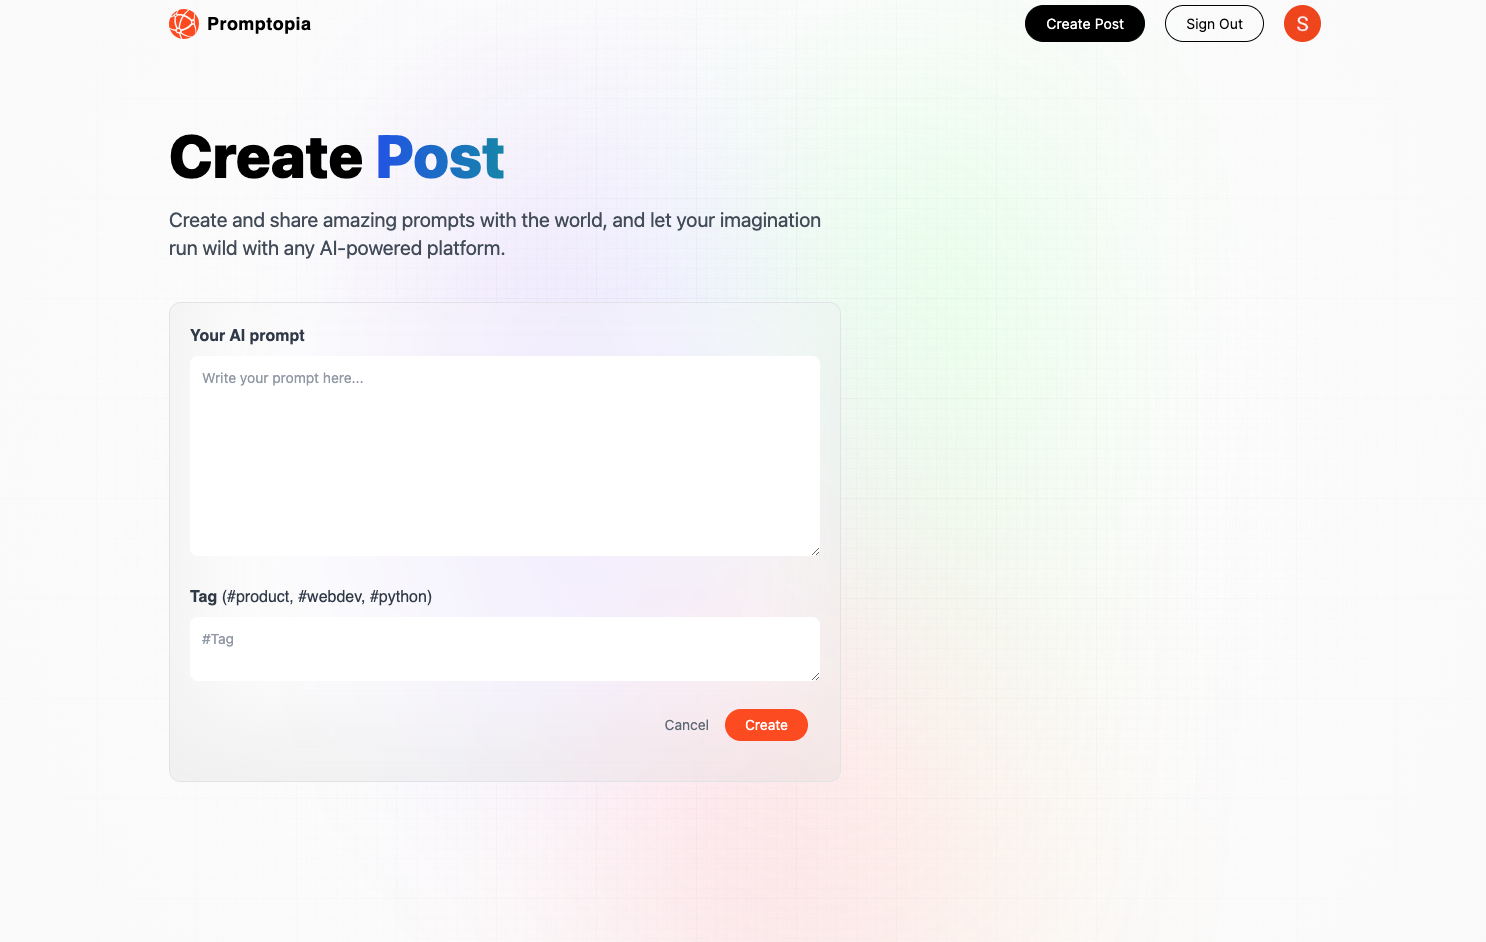 Promptopia
Create Post
Sign Out
S
Create Post
Create and share amazing prompts with the world, and let your imagination
run wild with any AI-powered platform.
Your AI prompt
Write your prompt here...
Tag (#product, #webdev, #python)
#Tag
Cancel
Create